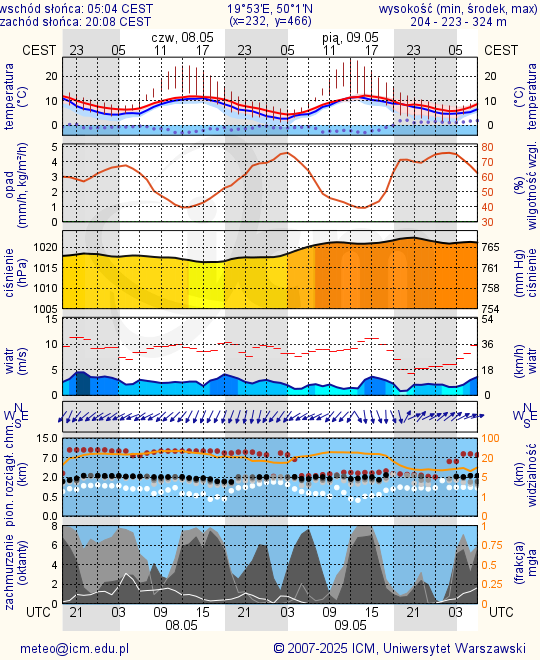 wschód słońca: 05:04 CEST 19°53'E, 50°1'N wysokość (min, środek, max)
zachód słońca: 20:08 CEST (x=232, y=466) 204 - 223 - 324 m
czw, 08.05 pią, 09.05
CEST 23 05 11 17 23 05 11 17 23 05 CEST
temperatura (°C) 20 10 0 20 10 0 (°C) temperatura
opad (mm/h, kg/m²/h) 5 4 3 2 1 0 80 70 60 50 40 30 (%) wilgotność wzgl.
ciśnienie (hPa) 1020 1015 1010 1005 765 761 758 754 (mm Hg) ciśnienie
wiatr (m/s) 15 10 5 0 54 36 18 0 (km/h) wiatr
N W E S N W E S
pion. rozciągł. chm. (km) 15.0 7.0 2.0 0.5 0.0 100 20 5 1 0 (km) widzialność
zachmurzenie (oktanty) 8 6 4 2 0 1 0.75 0.5 0.25 0 (frakcja) mgła
UTC 21 03 09 15 21 03 09 15 21 03 UTC
08.05 09.05
meteo@icm.edu.pl © 2007-2025 ICM, Uniwersytet Warszawski